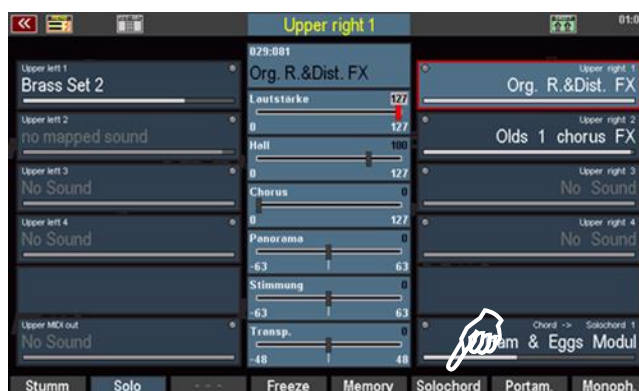 Upper right 1
01:0
Upper left 1
Brass Set 2
Upper left 2
no mapped sound
Upper left 3
No Sound
Upper left 4
No Sound
Upper MIDI out
No Sound
029:081
Org. R.&Dist. FX
Lautstärke 127
0 127
Hall 100
0 127
Chorus 0
0 127
Panorama 0
-63 63
Stimmung 0
-63 63
Transp. 0
-48 48
Upper right 1
Org. R.&Dist. FX
Upper right 2
Olds 1 chorus FX
Upper right 3
No Sound
Upper right 4
No Sound
Chord -> Solochord 1
& Eggs Modul
Stumm Solo --- Freeze Memory Solochord Portam. Monoph.